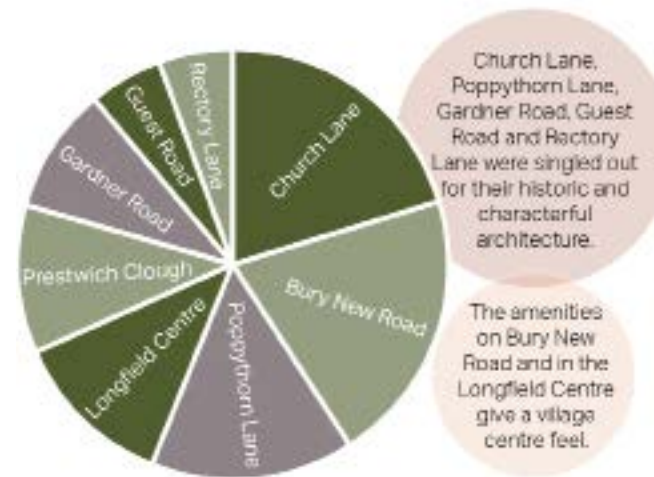 Church Lane
Bury New Road
Poppythorn Lane
Longfield Centre
Prestwich Clough
Gardner Road
Guest Road
Rectory Lane
Church Lane,
Poppythorn Lane,
Gardner Road, Guest
Road and Rectory
Lane were singled out
for their historic and
characterful
architecture.
The amenities
on Bury New
Road and in the
Longfield Centre
give a village
centre feel.